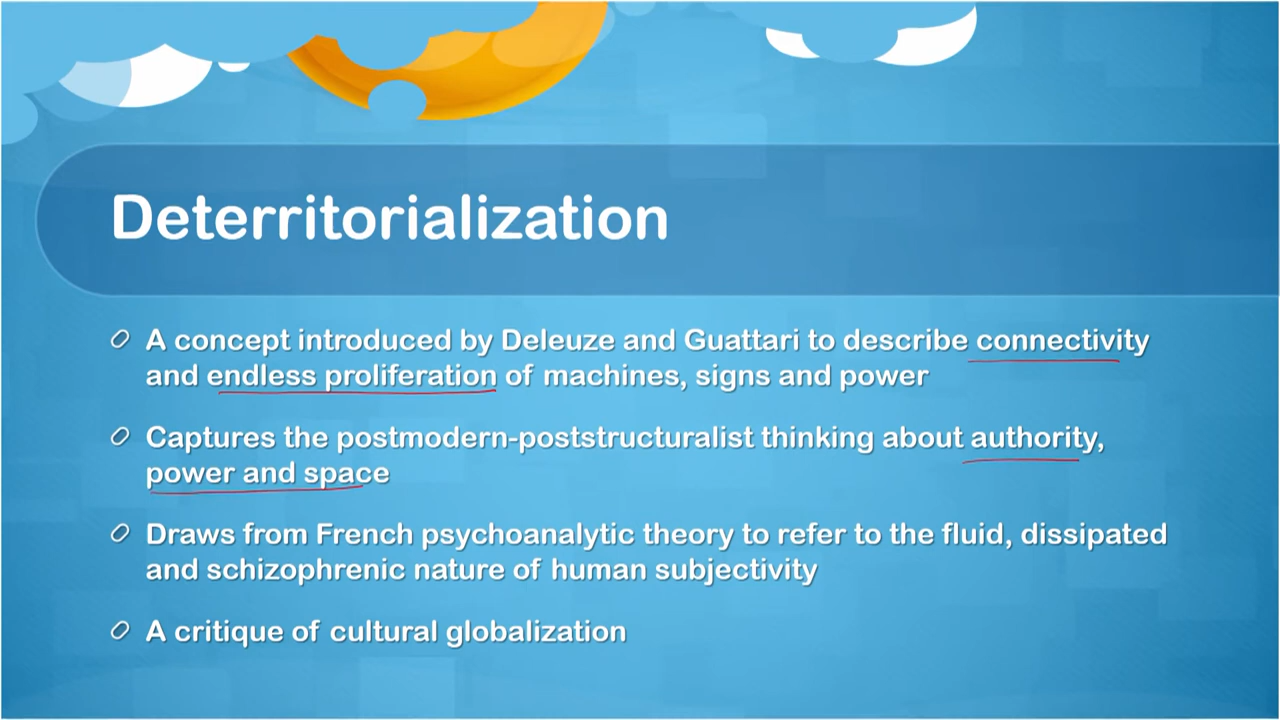 Deterritorialization
A concept introduced by Deleuze and Guattari to describe connectivity
and endless proliferation of machines, signs and power
Captures the postmodern-poststructuralist thinking about authority,
power and space
Draws from French psychoanalytic theory to refer to the fluid, dissipated
and schizophrenic nature of human subjectivity
A critique of cultural globalization